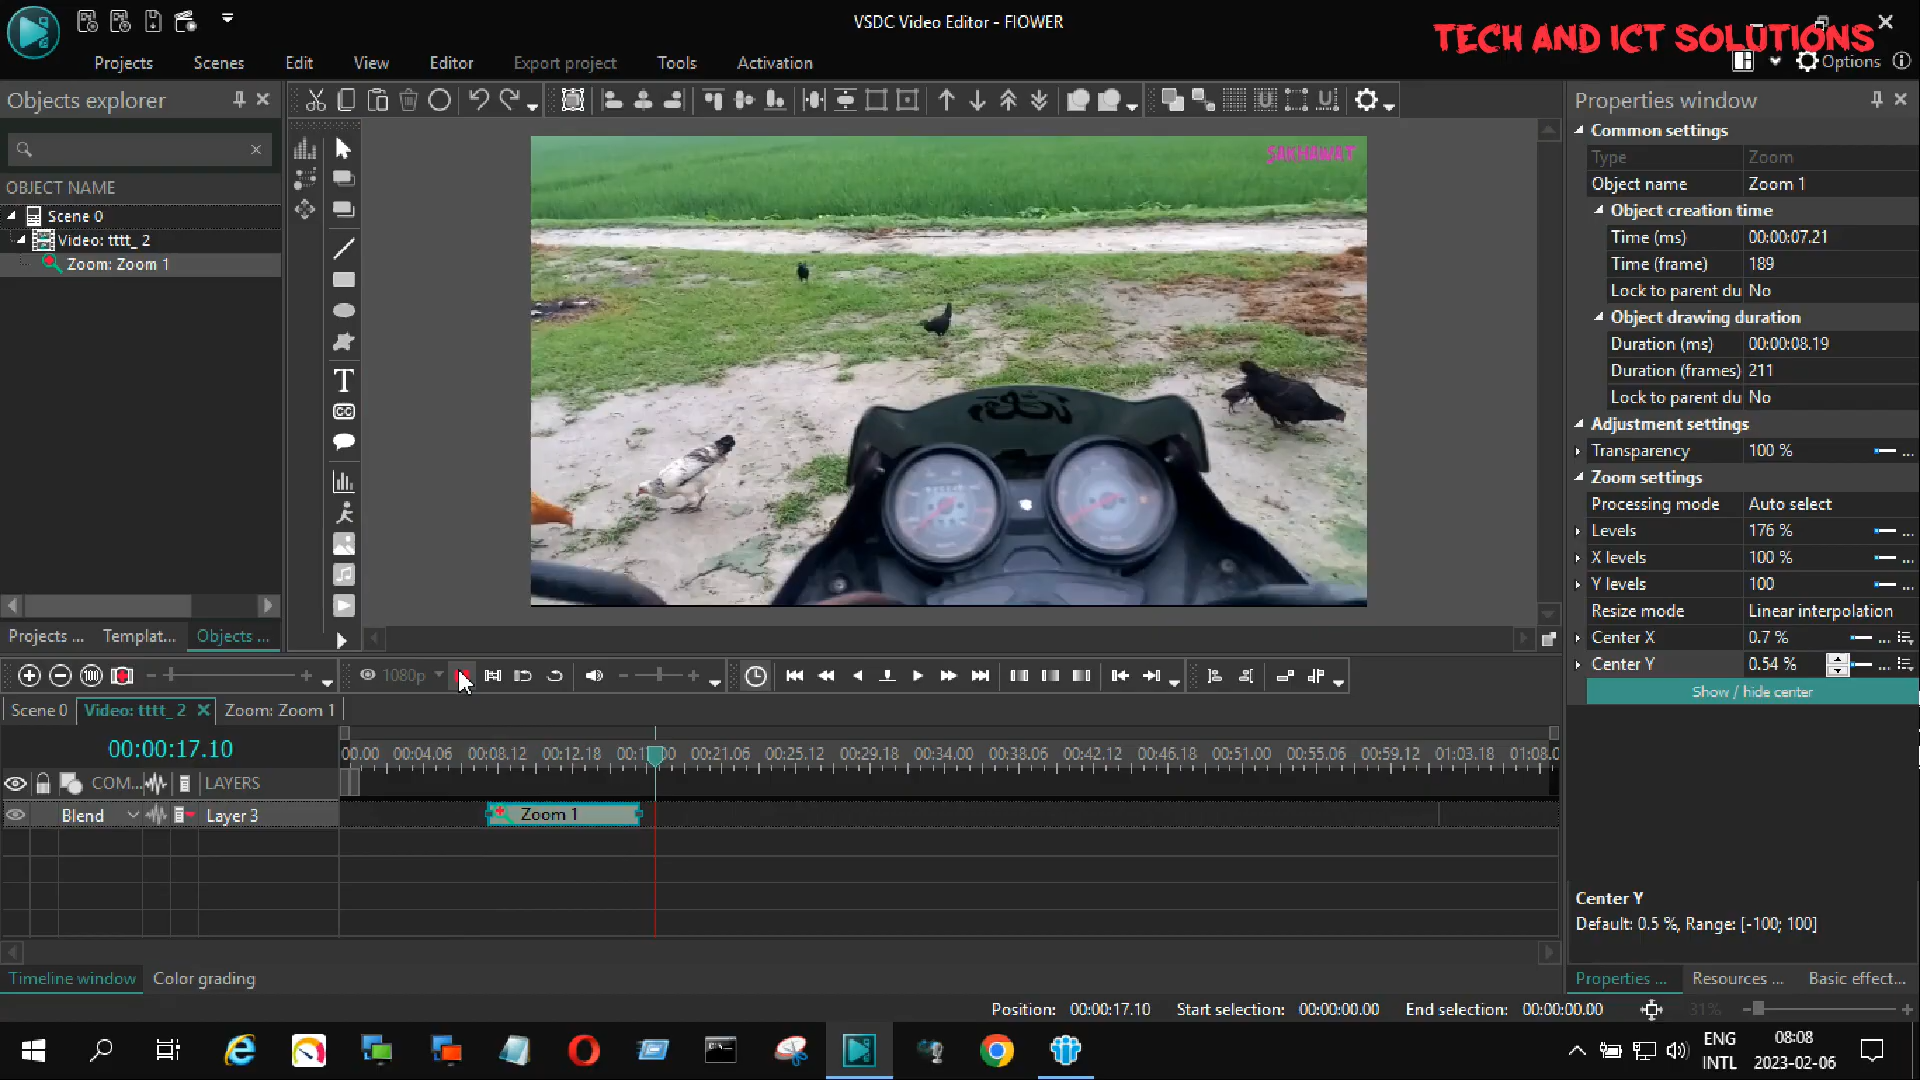 VSDC Video Editor - FIOWER
TECH AND ICT SOLUTIONS
Projects Scenes Edit View Editor Export project Tools Activation
Options
Objects explorer
OBJECT NAME
Scene 0
Video: tttt_ 2
Zoom: Zoom 1
Projects ... Templat... Objects ...
SAKHAWAT
Properties window
Common settings
Type Zoom
Object name Zoom 1
Object creation time
Time (ms) 00:00:07.21
Time (frame) 189
Lock to parent du No
Object drawing duration
Duration (ms) 00:00:08.19
Duration (frames) 211
Lock to parent du No
Adjustment settings
Transparency 100 % ...
Zoom settings
Processing mode Auto select
Levels 176 % ...
X levels 100 % ...
Y levels 100 ...
Resize mode Linear interpolation
Center X 0.7 % ...
Center Y 0.54 % ...
Show / hide center
Center Y
Default: 0.5 %, Range: [-100; 100]
Properties ... Resources ... Basic effect...
1080p
Scene 0 Video: tttt_ 2 Zoom: Zoom 1
00:00:17.10
00.00 00:04.06 00:08.12 00:12.18 00:21.06 00:25.12 00:29.18 00:34.00 00:38.06 00:42.12 00:46.18 00:51.00 00:55.06 00:59.12 01:03.18 01:08.0
COM... LAYERS
Blend Layer 3
Zoom 1
Timeline window Color grading
Position: 00:00:17.10 Start selection: 00:00:00.00 End selection: 00:00:00.00 31%
ENG
INTL
08:08
2023-02-06